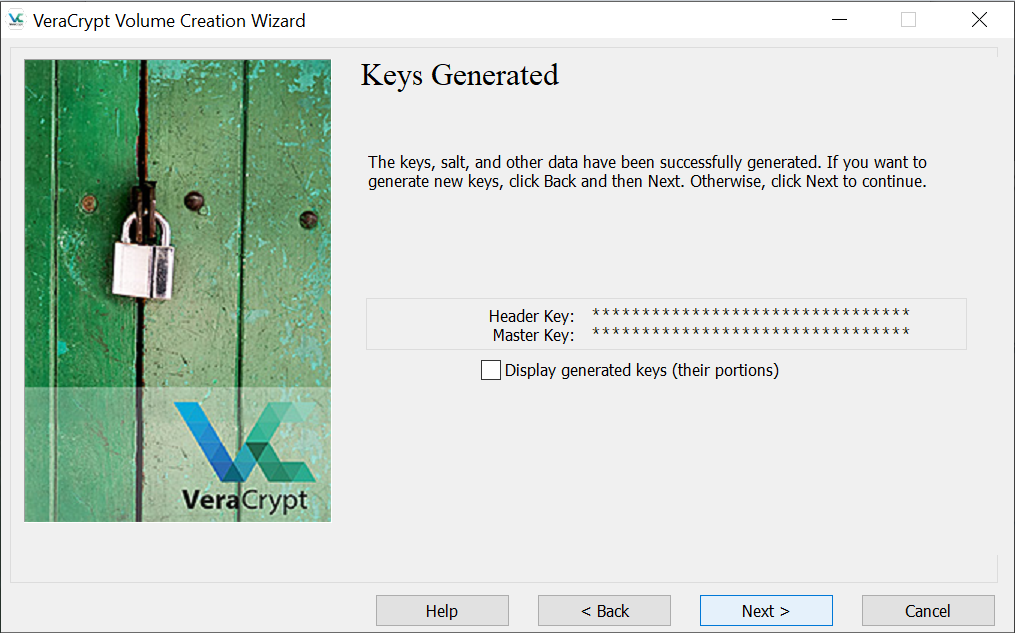 VeraCrypt Volume Creation Wizard
Keys Generated
The keys, salt, and other data have been successfully generated. If you want to
generate new keys, click Back and then Next. Otherwise, click Next to continue.
Header Key: ********************************
Master Key: ********************************
Display generated keys (their portions)
VeraCrypt
Help
< Back
Next >
Cancel